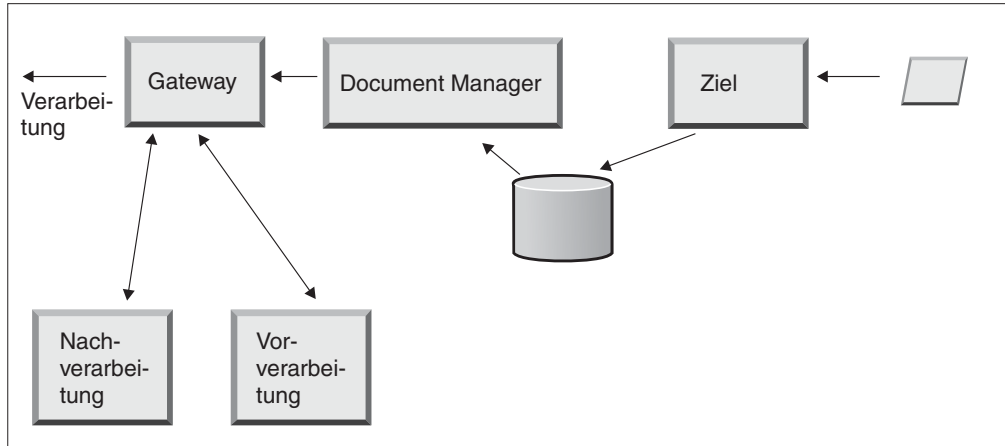 Gateway
Document Manager
Ziel
Verarbei-
tung
Nach-
verarbei-
tung
Vor-
verarbei-
tung